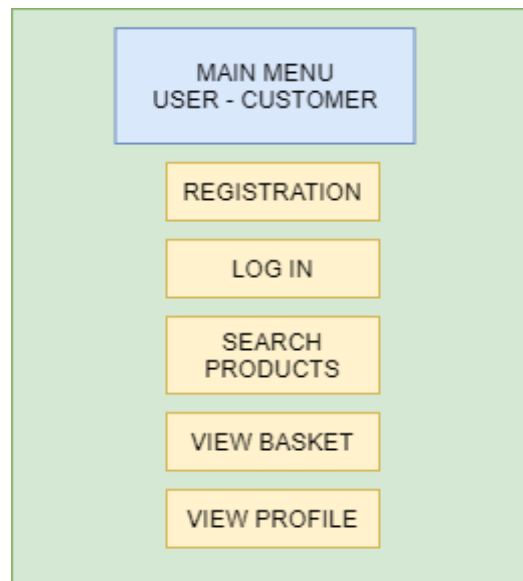 MAIN MENU
USER - CUSTOMER
REGISTRATION
LOG IN
SEARCH
PRODUCTS
VIEW BASKET
VIEW PROFILE